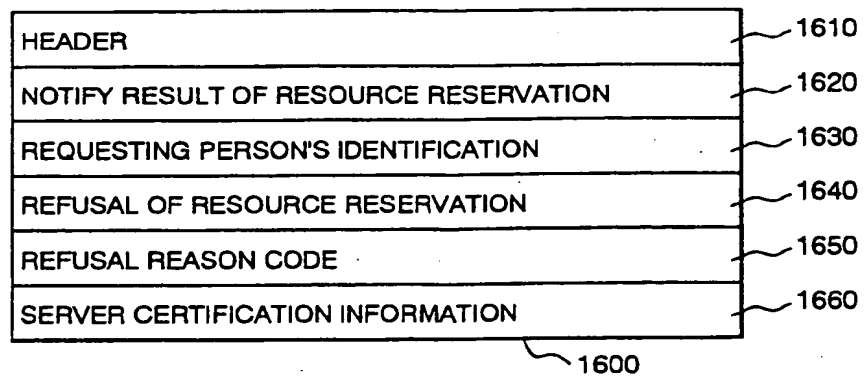 HEADER 1610
NOTIFY RESULT OF RESOURCE RESERVATION 1620
REQUESTING PERSON'S IDENTIFICATION 1630
REFUSAL OF RESOURCE RESERVATION 1640
REFUSAL REASON CODE 1650
SERVER CERTIFICATION INFORMATION 1660
1600